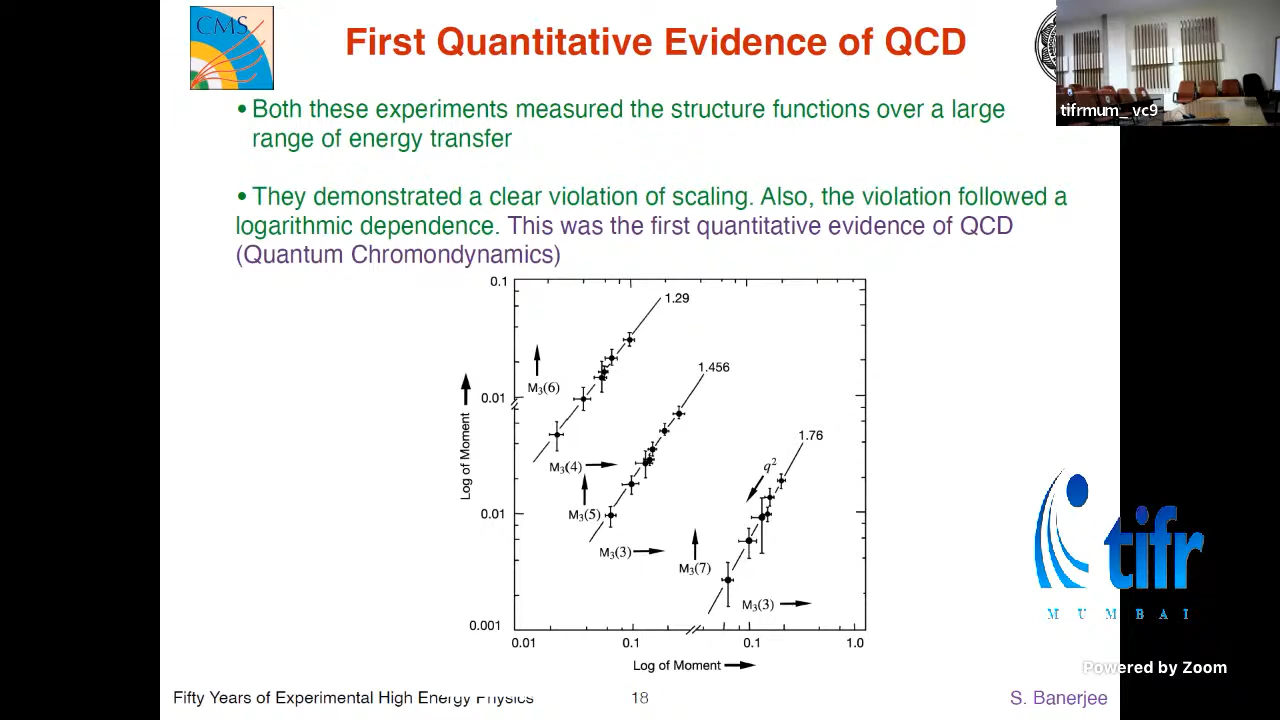 CMS
First Quantitative Evidence of QCD
tifrmum_ vc9
• Both these experiments measured the structure functions over a large
range of energy transfer
• They demonstrated a clear violation of scaling. Also, the violation followed a
logarithmic dependence. This was the first quantitative evidence of QCD
(Quantum Chromondynamics)
0.1
1.29
M₃(6)
1.456
0.01
Log of Moment
1.76
M₃(4)
q²
M₃(5)
0.01
M₃(3)
M₃(7)
M₃(3)
0.001
0.01 0.1 0.1 1.0
Log of Moment
tifr
MUMBAI
Powered by Zoom
Fifty Years of Experimental High Energy Physics 18 S. Banerjee